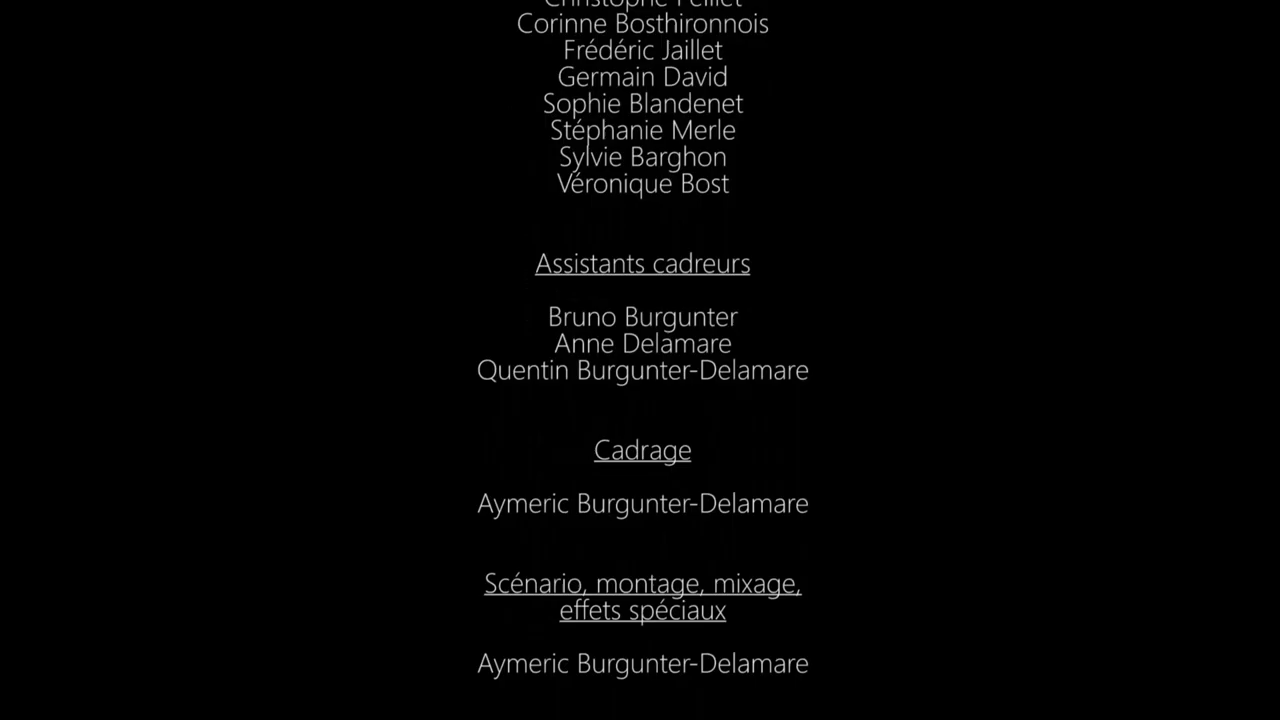 Corinne Bosthironnois
Frédéric Jaillet
Germain David
Sophie Blandenet
Stéphanie Merle
Sylvie Barghon
Véronique Bost
Assistants cadreurs
Bruno Burgunter
Anne Delamare
Quentin Burgunter-Delamare
Cadrage
Aymeric Burgunter-Delamare
Scénario, montage, mixage,
effets spéciaux
Aymeric Burgunter-Delamare